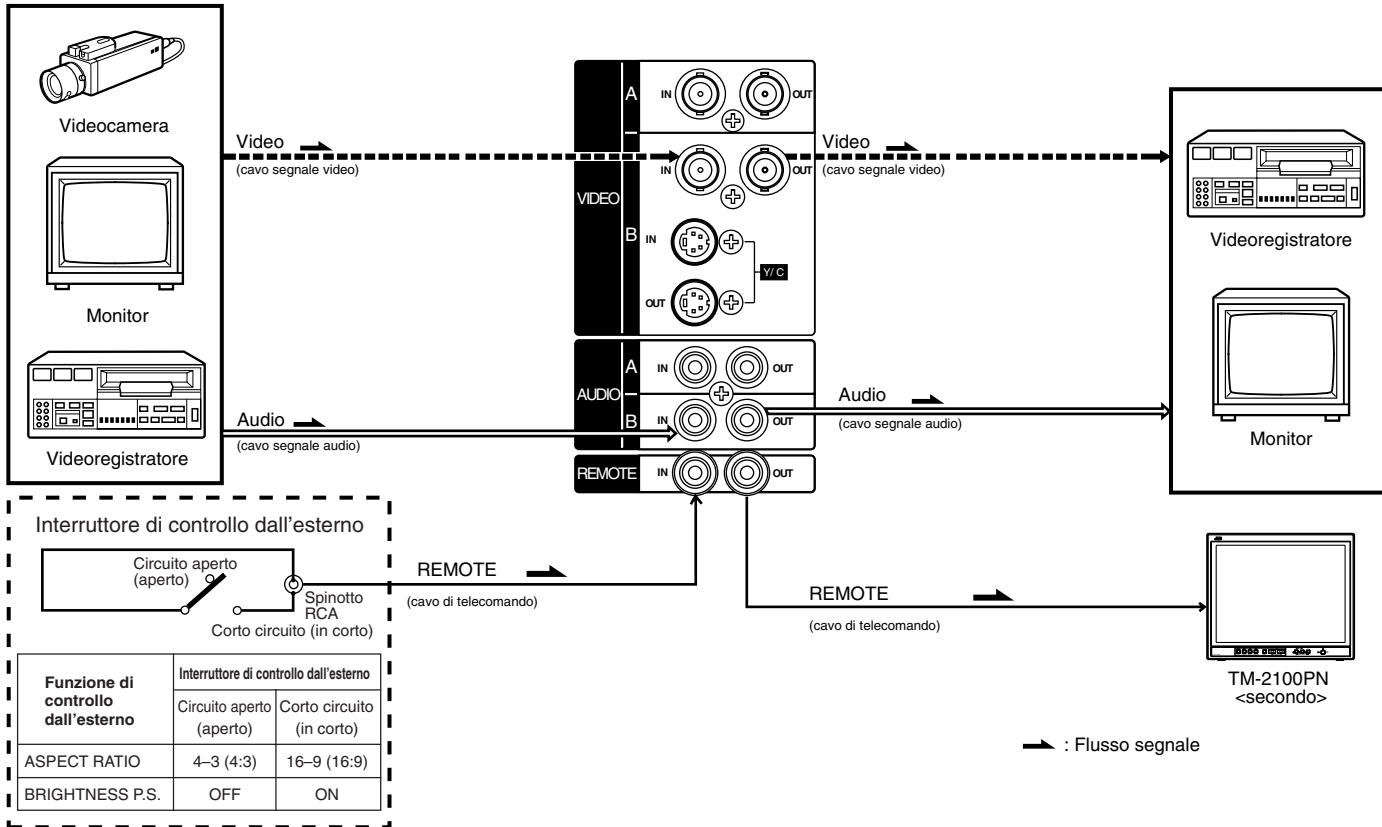 Videocamera
Monitor
Videoregistratore
Video
(cavo segnale video)
Audio
(cavo segnale audio)
VIDEO
A
IN
OUT
IN
OUT
B
IN
Y/ C
OUT
AUDIO
A
IN
OUT
B
IN
OUT
REMOTE
IN
OUT
Video
(cavo segnale video)
Audio
(cavo segnale audio)
Videoregistratore
Monitor
Interruttore di controllo dall'esterno
Circuito aperto
(aperto)
Spinotto
RCA
Corto circuito (in corto)
REMOTE
(cavo di telecomando)
REMOTE
(cavo di telecomando)
TM-2100PN
<secondo>
: Flusso segnale
Funzione di
controllo
dall'esterno
Interruttore di controllo dall'esterno
Circuito aperto
(aperto)
Corto circuito
(in corto)
ASPECT RATIO
4–3 (4:3)
16–9 (16:9)
BRIGHTNESS P.S.
OFF
ON